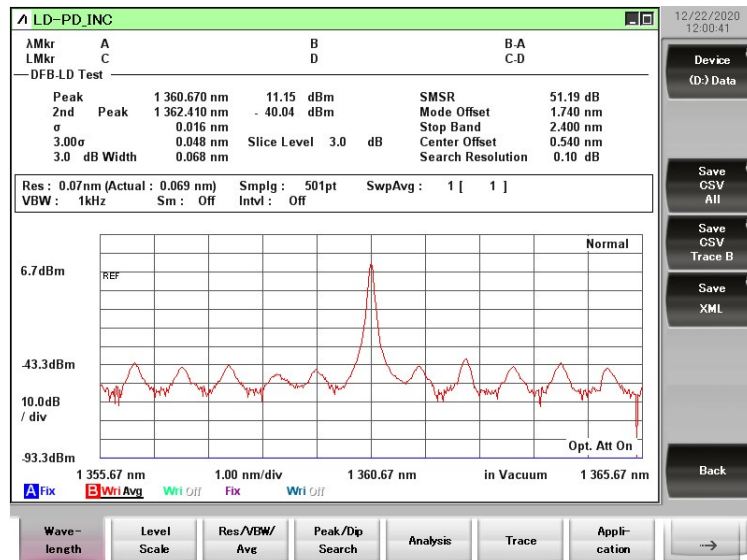 LD-PD_INC
12/22/2020
12:00:41
λMkr A B B-A
LMkr C D C-D
DFB-LD Test
Peak 1 360.670 nm 11.15 dBm SMSR 51.19 dB
2nd Peak 1 362.410 nm - 40.04 dBm Mode Offset 1.740 nm
σ 0.016 nm Stop Band 2.400 nm
3.00σ 0.048 nm Slice Level 3.0 dB Center Offset 0.540 nm
3.0 dB Width 0.068 nm Search Resolution 0.10 dB
Res : 0.07nm (Actual : 0.069 nm) Smplg : 501pt SwpAvg : 1 [ 1 ]
VBW : 1kHz Sm : Off Intvl : Off
Normal
6.7dBm
REF
-43.3dBm
10.0dB
/ div
Opt. Att On
-93.3dBm
1 355.67 nm 1.00 nm/div 1 360.67 nm in Vacuum 1 365.67 nm
A Fix B Wri Avg Wri Off Fix Wri Off
Device
(D:) Data
Save
CSV
All
Save
CSV
Trace B
Save
XML
Back
Wave-
length
Level
Scale
Res/VBW/
Avg
Peak/Dip
Search
Analysis
Trace
Appli-
cation